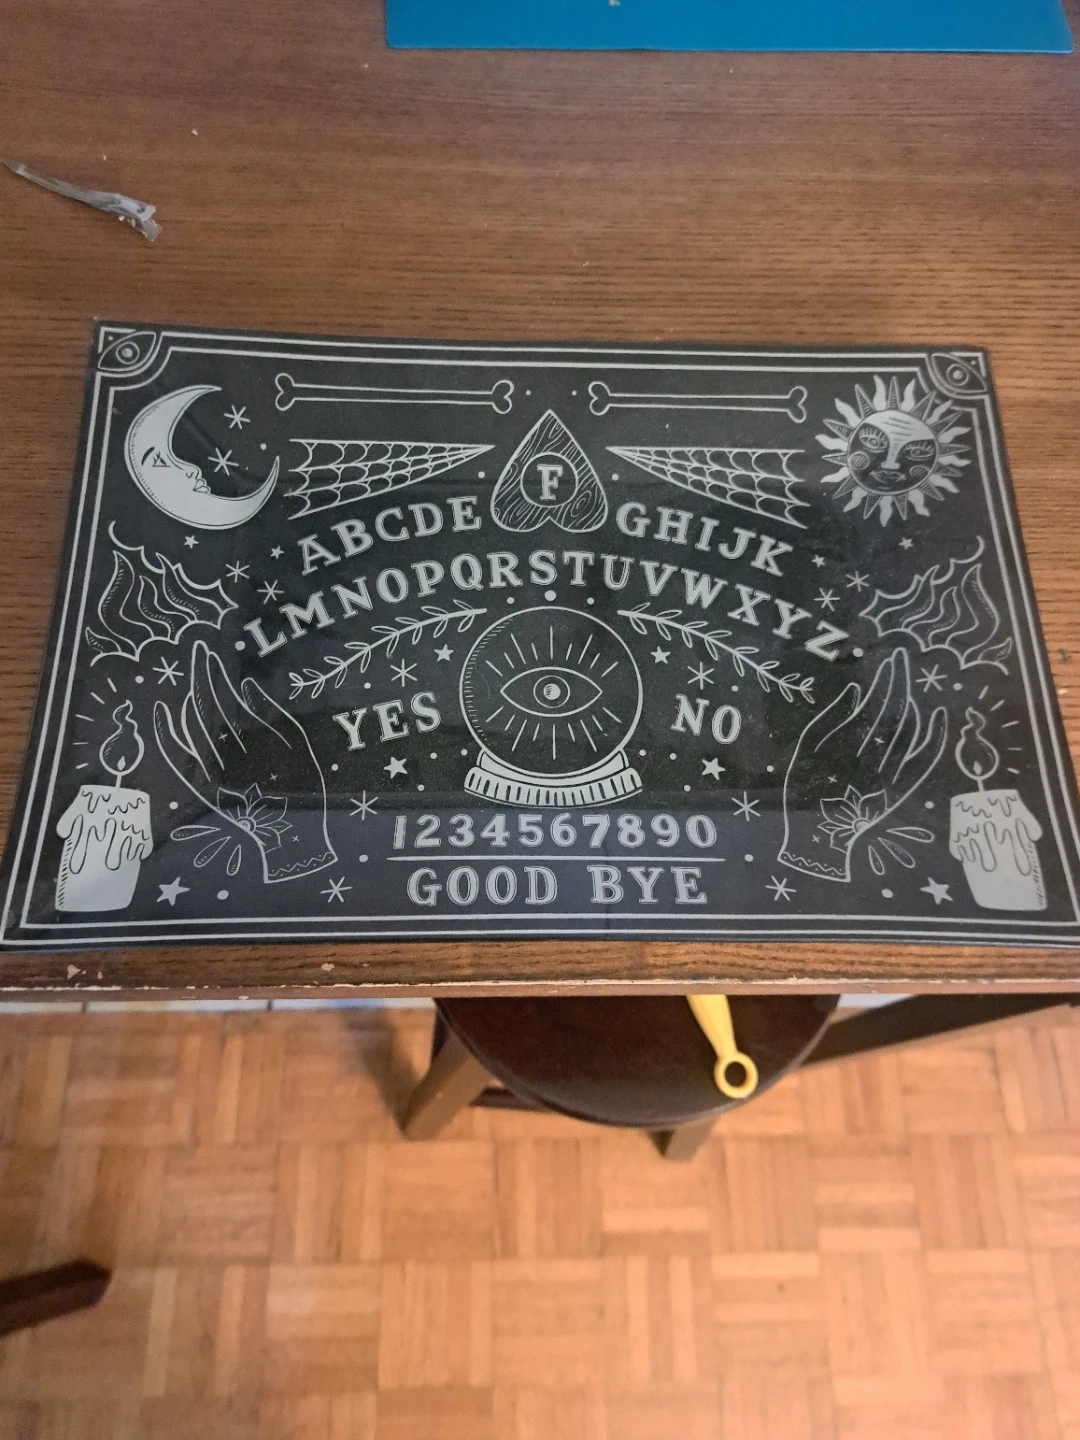 ABCDE F GHIJK
LMNOPQRSTUVWXYZ
YES NO
1234567890
GOOD BYE